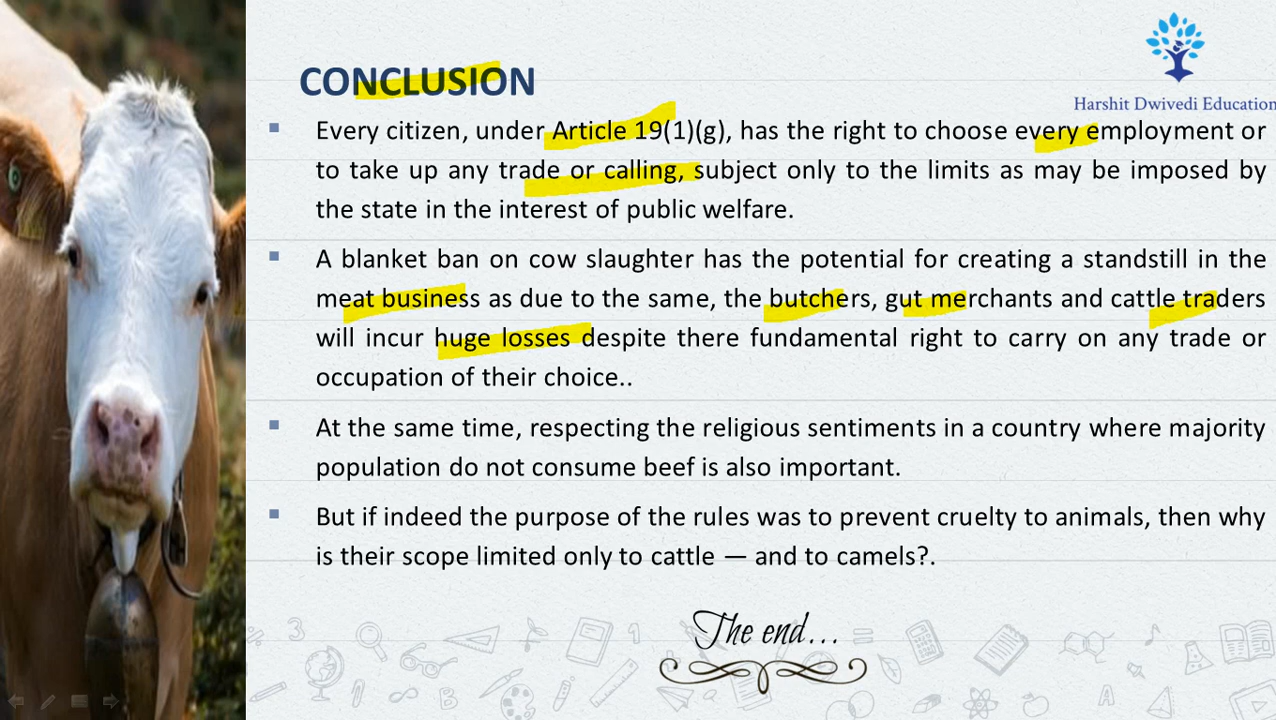 Harshit Dwivedi Education
CONCLUSION
Every citizen, under Article 19(1)(g), has the right to choose every employment or
to take up any trade or calling, subject only to the limits as may be imposed by
the state in the interest of public welfare.
A blanket ban on cow slaughter has the potential for creating a standstill in the
meat business as due to the same, the butchers, gut merchants and cattle traders
will incur huge losses despite there fundamental right to carry on any trade or
occupation of their choice..
At the same time, respecting the religious sentiments in a country where majority
population do not consume beef is also important.
But if indeed the purpose of the rules was to prevent cruelty to animals, then why
is their scope limited only to cattle — and to camels?.
The end...